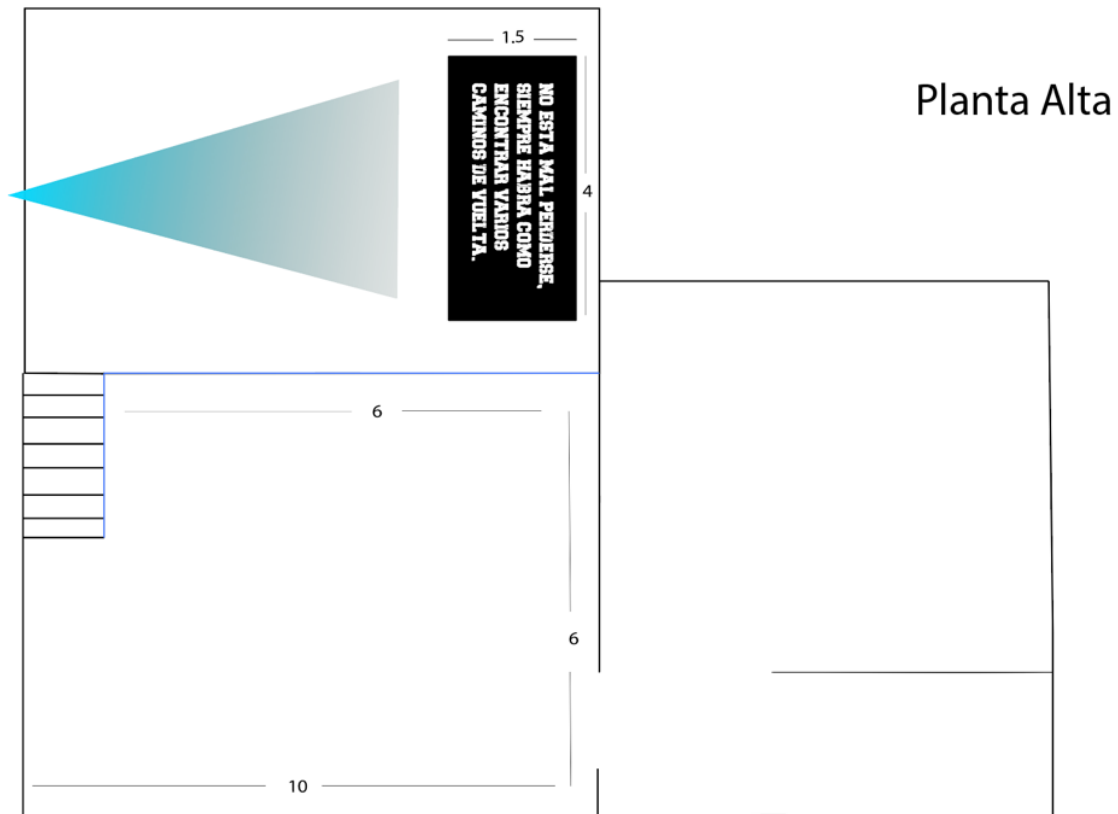 1.5
NO ESTA MAL PERDERSE,
SIEMPRE HABRA COMO
ENCONTRAR VARIOS
CAMINOS DE VUELTA.
4
Planta Alta
6
6
10